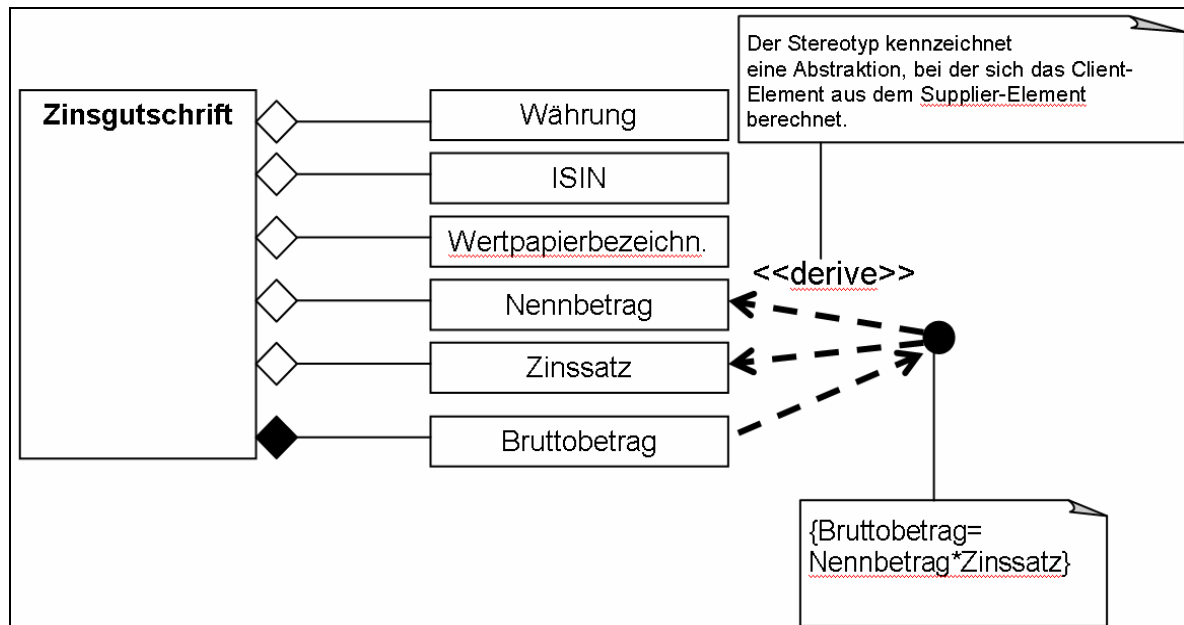 Der Stereotyp kennzeichnet
eine Abstraktion, bei der sich das Client-
Element aus dem Supplier-Element
berechnet.
Zinsgutschrift
Währung
ISIN
Wertpapierbezeichn.
Nennbetrag
Zinssatz
Bruttobetrag
<<derive>>
{Bruttobetrag=
Nennbetrag*Zinssatz}